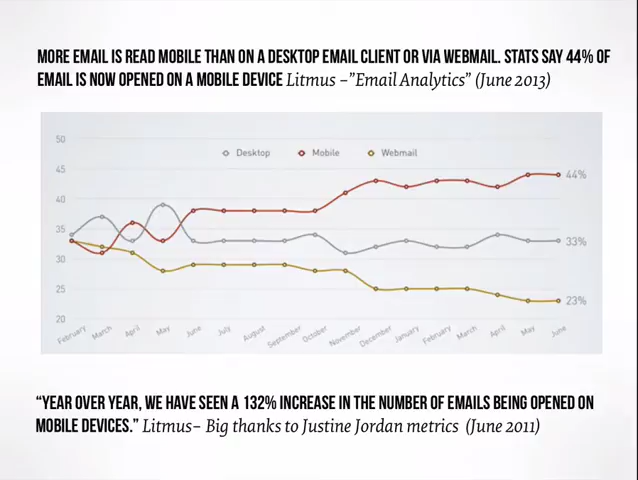 MORE EMAIL IS READ MOBILE THAN ON A DESKTOP EMAIL CLIENT OR VIA WEBMAIL. STATS SAY 44% OF
EMAIL IS NOW OPENED ON A MOBILE DEVICE Litmus –”Email Analytics” (June 2013)
50
Desktop Mobile Webmail
45
44%
40
35
33%
30
25
23%
20
February March April May June July August September October November December January February March April May June
“YEAR OVER YEAR, WE HAVE SEEN A 132% INCREASE IN THE NUMBER OF EMAILS BEING OPENED ON
MOBILE DEVICES.” Litmus– Big thanks to Justine Jordan metrics (June 2011)